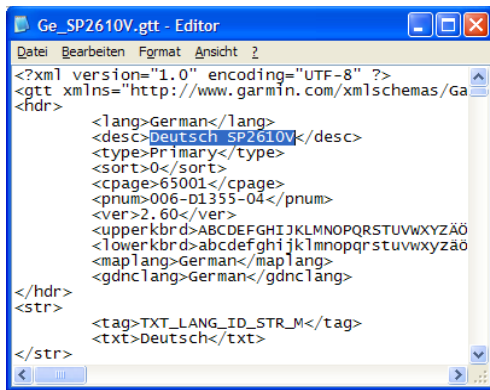 Ge_SP2610V.gtt - Editor
Datei Bearbeiten Format Ansicht ?
<?xml version="1.0" encoding="UTF-8" ?>
<gtt xmlns="http://www.garmin.com/xmlschemas/Ga
<hdr>
<lang>German</lang>
<desc>Deutsch SP2610V</desc>
<type>Primary</type>
<sort>0</sort>
<cpage>65001</cpage>
<pnum>006-D1355-04</pnum>
<ver>2.60</ver>
<upperkbrd>ABCDEFGHIJKLMNOPQRSTUVWXYZÄÖ
<lowerkbrd>abcdefghijklmnopqrstuvwxyzäö
<maplang>German</maplang>
<gdnclang>German</gdnclang>
</hdr>
<str>
<tag>TXT_LANG_ID_STR_M</tag>
<txt>Deutsch</txt>
</str>